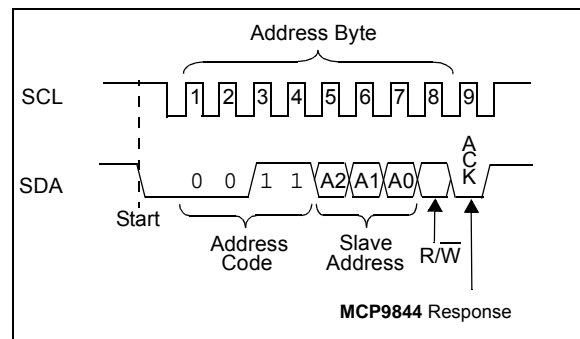 Address Byte
SCL 1 2 3 4 5 6 7 8 9
SDA 0 0 1 1 A2 A1 A0 ACK
Start
Address Code
Slave Address
R/W̅
MCP9844 Response